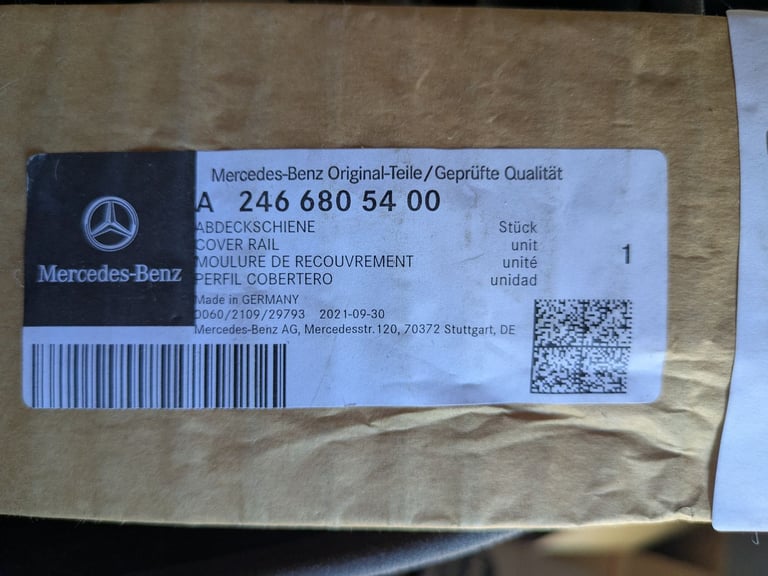 Mercedes-Benz Original-Teile/Geprüfte Qualität
A 246 680 54 00
ABDECKSCHIENE Stück
COVER RAIL unit
MOULURE DE RECOUVREMENT unité
PERFIL COBERTERO unidad
1
Mercedes-Benz
Made in GERMANY
0060/2109/29793 2021-09-30
Mercedes-Benz AG, Mercedesstr.120, 70372 Stuttgart, DE